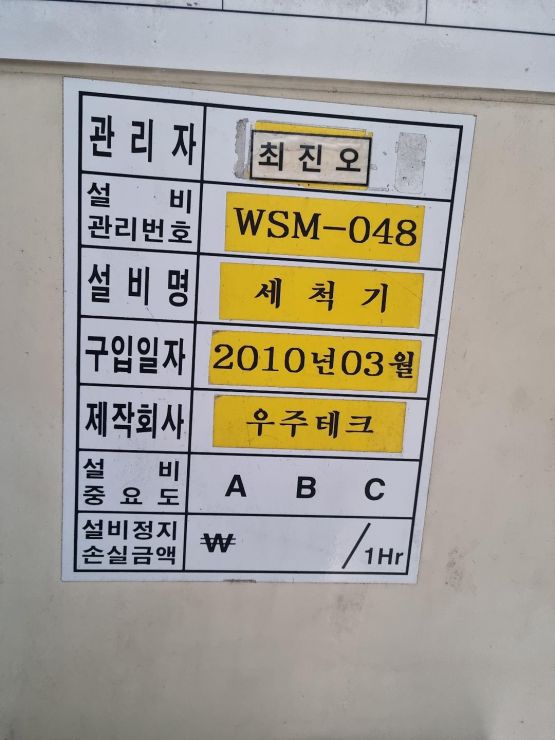 관리자 최진오
설비
관리번호 WSM-048
설비명 세척기
구입일자 2010년03월
제작회사 우주테크
설비
중요도 A B C
설비정지
손실금액 ₩ /1Hr